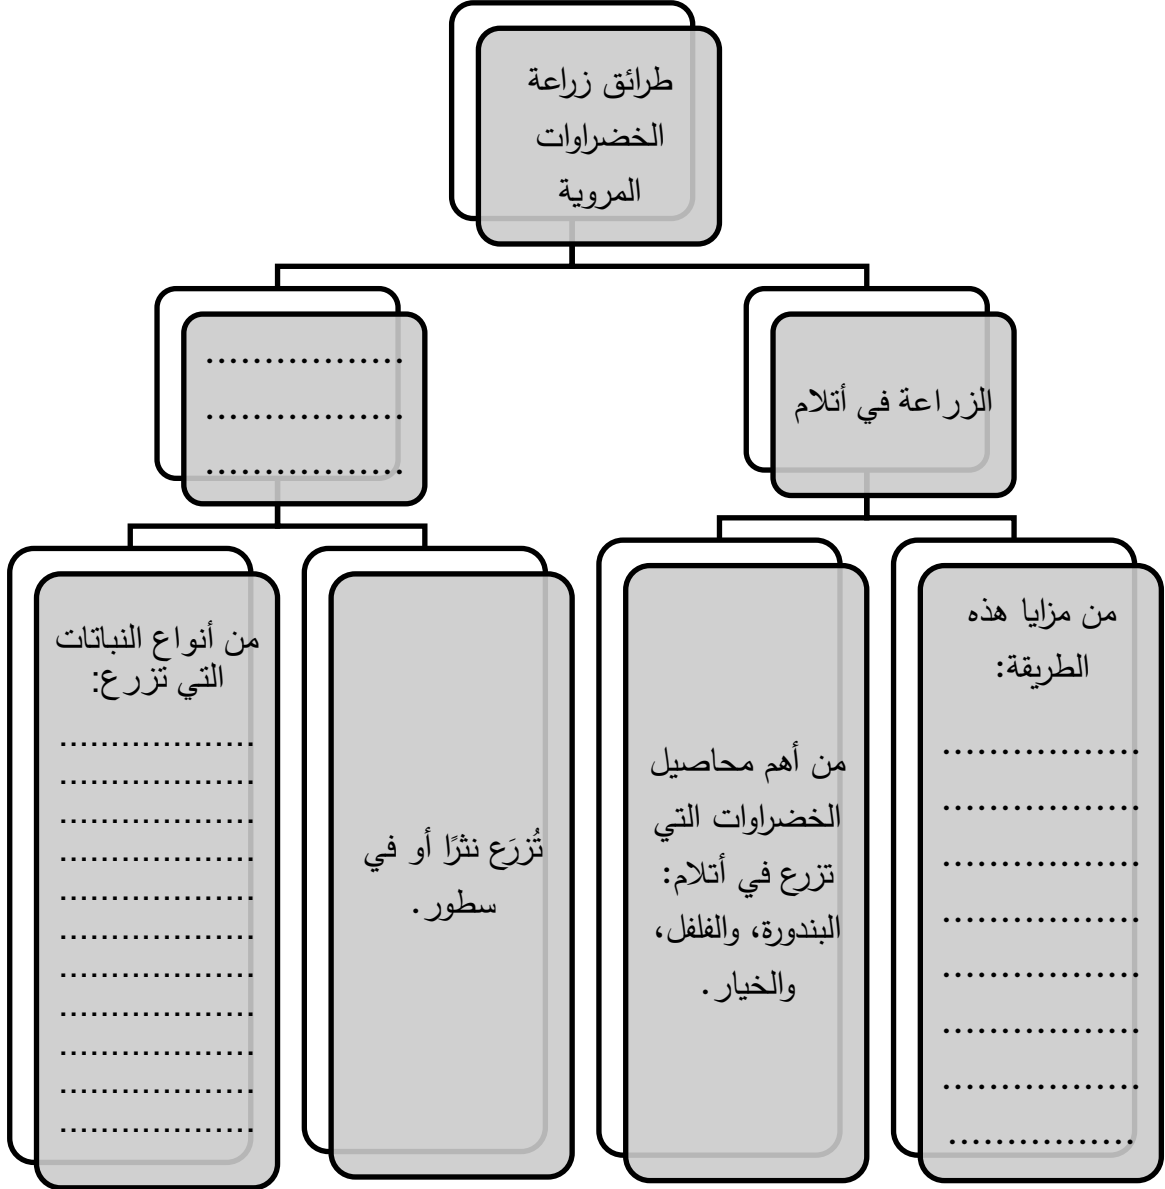 طرائق زراعة
الخضراوات
المروية
الزراعة في أتلام
................
................
................
من مزايا هذه
الطريقة:
................
................
................
................
................
................
................
...............
من أهم محاصيل
الخضراوات التي
تزرع في أتلام:
البندورة، والفلفل،
والخيار.
تُزرَع نثرًا أو في
سطور.
من أنواع النباتات
التي تزرع:
...................
...................
...................
...................
...................
...................
...................
...................
...................
...................
...................